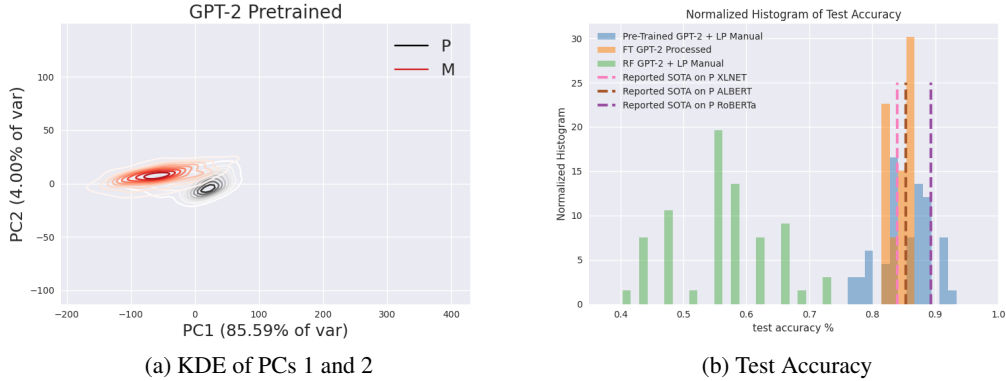 GPT-2 Pretrained
P
M
100
50
0
−50
−100
−200
−100
0
100
200
300
400
PC2 (4.00% of var)
PC1 (85.59% of var)
(a) KDE of PCs 1 and 2
Normalized Histogram of Test Accuracy
Pre-Trained GPT-2 + LP Manual
FT GPT-2 Processed
RF GPT-2 + LP Manual
Reported SOTA on P XLNET
Reported SOTA on P ALBERT
Reported SOTA on P RoBERTa
30
25
20
15
10
5
0
0.4
0.5
0.6
0.7
0.8
0.9
1.0
Normalized Histogram
test accuracy %
(b) Test Accuracy